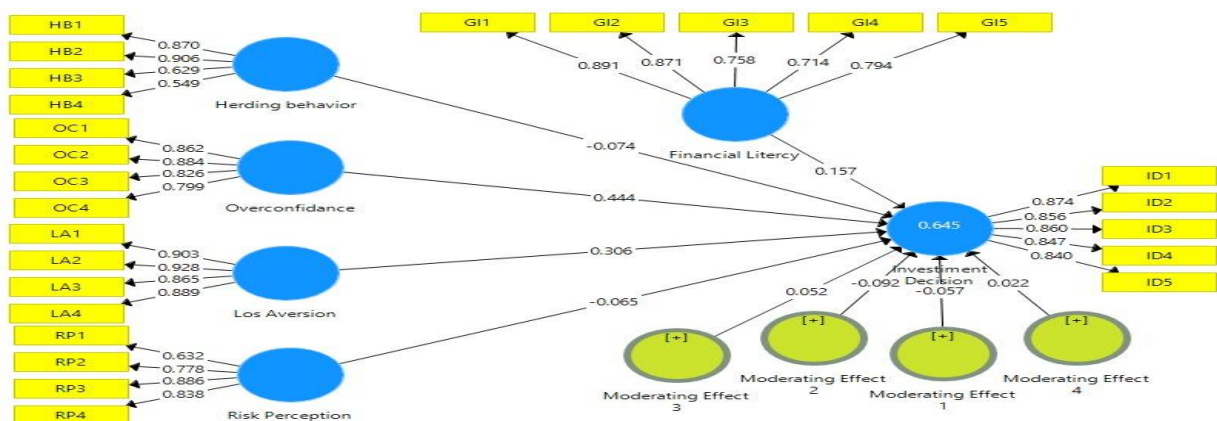 HB1
HB2
HB3
HB4
0.870
0.906
0.629
0.549
Herding behavior
OC1
OC2
OC3
OC4
0.862
0.884
0.826
0.799
Overconfidance
LA1
LA2
LA3
LA4
0.903
0.928
0.865
0.889
Los Aversion
RP1
RP2
RP3
RP4
0.632
0.778
0.886
0.838
Risk Perception
GI1
GI2
GI3
GI4
GI5
0.891
0.871
0.758
0.714
0.794
Financial Litercy
-0.074
0.157
0.444
0.306
-0.065
0.645
Investiment
Decision
ID1
ID2
ID3
ID4
ID5
0.874
0.856
0.860
0.847
0.840
0.052
-0.092
-0.057
0.022
[+]
Moderating Effect
3
[+]
Moderating Effect
2
[+]
Moderating Effect
1
[+]
Moderating Effect
4